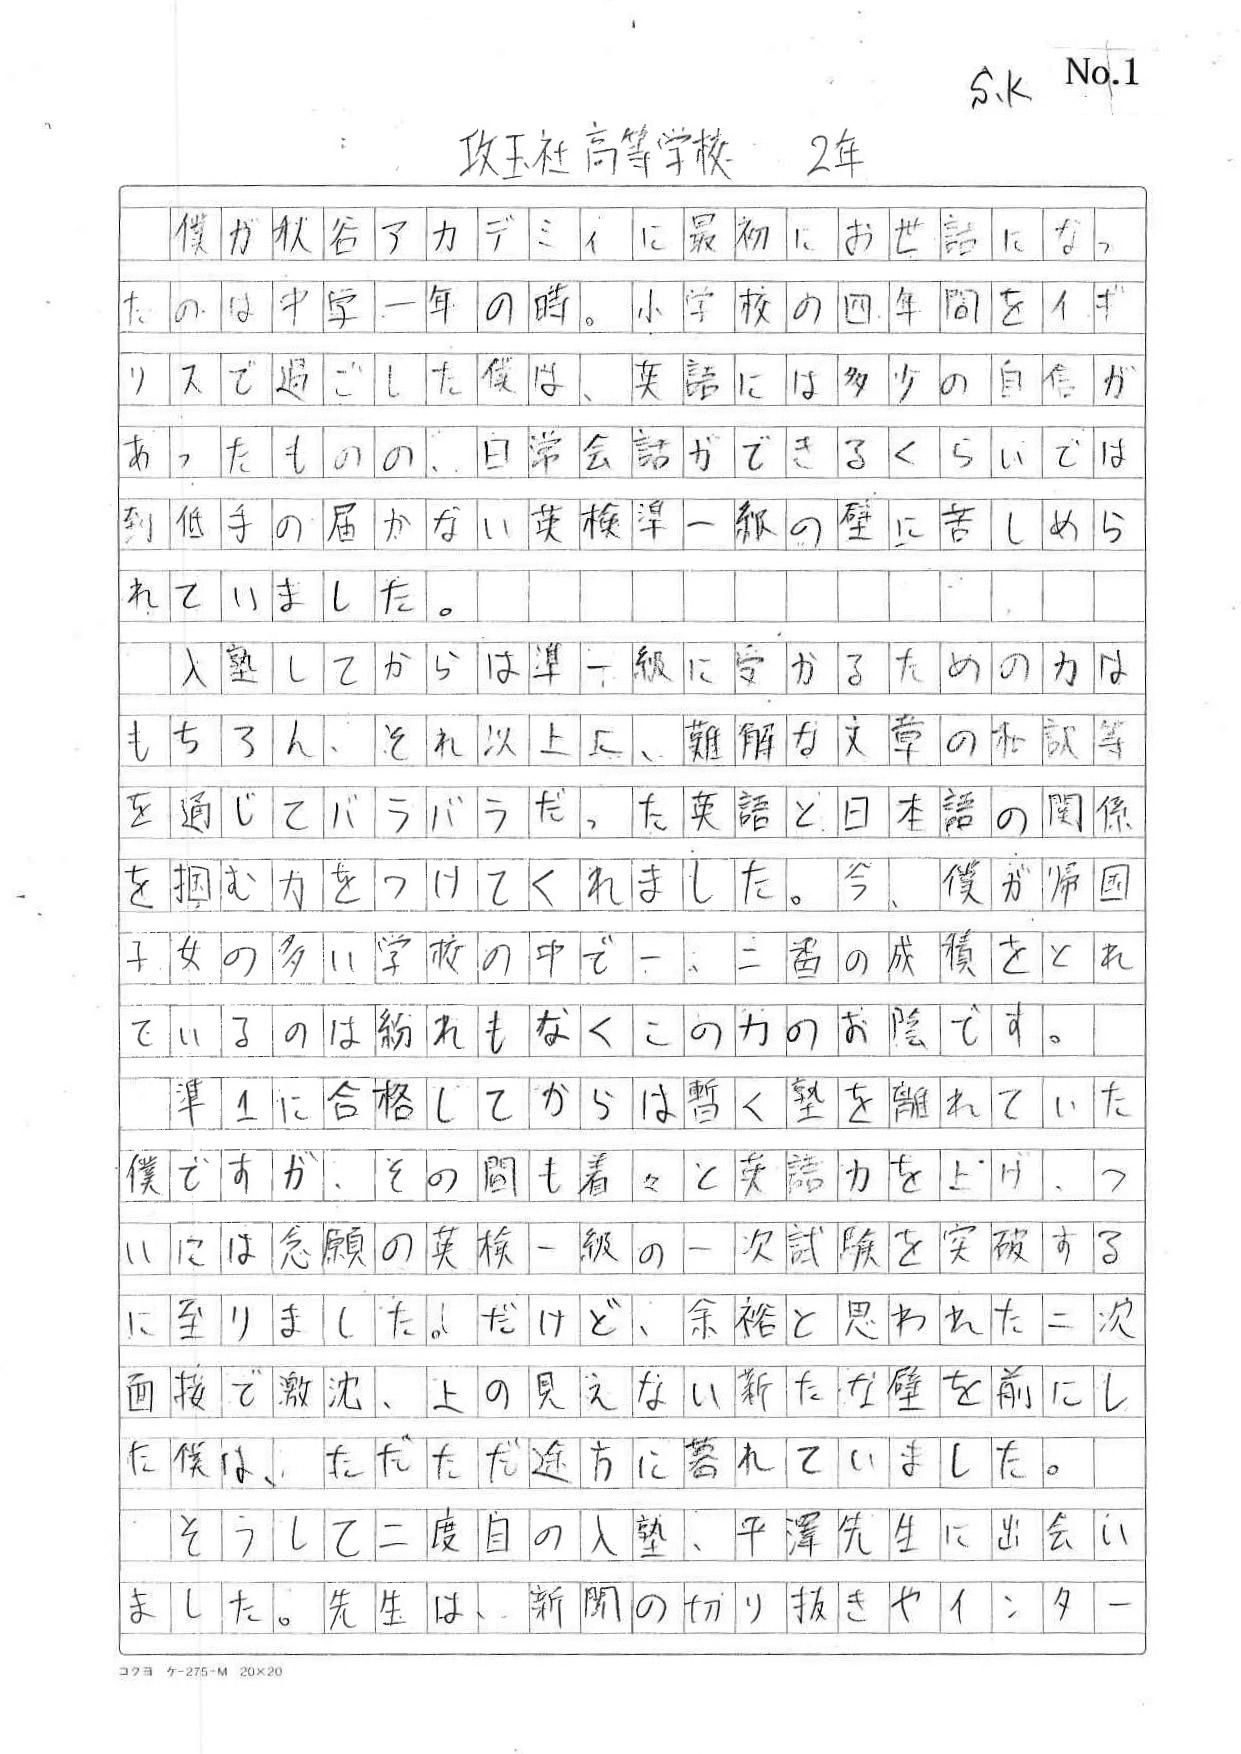 No.1
S.K
攻玉社高等学校 2年
僕が秋谷アカデミィに最初にお世話になっ
たのは中学一年の時。小学校の四年間をイギ
リスで過ごした僕は、英語には多少の自信が
あったものの、日常会話ができるくらいでは
到低手の届かない英検準一級の壁に苦しめら
れていました。
入塾してからは準一級に受かるための力は
もちろん、それ以上に、難解な文章の和訳等
を通じてバラバラだった英語と日本語の関係
を掴む力をつけてくれました。今、僕が帰国
子女の多い学校の中で一、二番の成積をとれ
ているのは紛れもなくこの力のお陰です。
準1に合格してからは暫く塾を離れていた
僕ですが、その間も着々と英語力を上げ、つ
いには念願の英検一級の一次試験を突破する
に至りました。だけど、余裕と思われた二次
面接で激沈、上の見えない新たな壁を前にし
た僕は、ただただ途方に暮れていました。
そうして二度目の入塾、平澤先生に出会い
ました。先生は、新聞の切り抜きやインター
コクヨ ケ-275-M 20×20